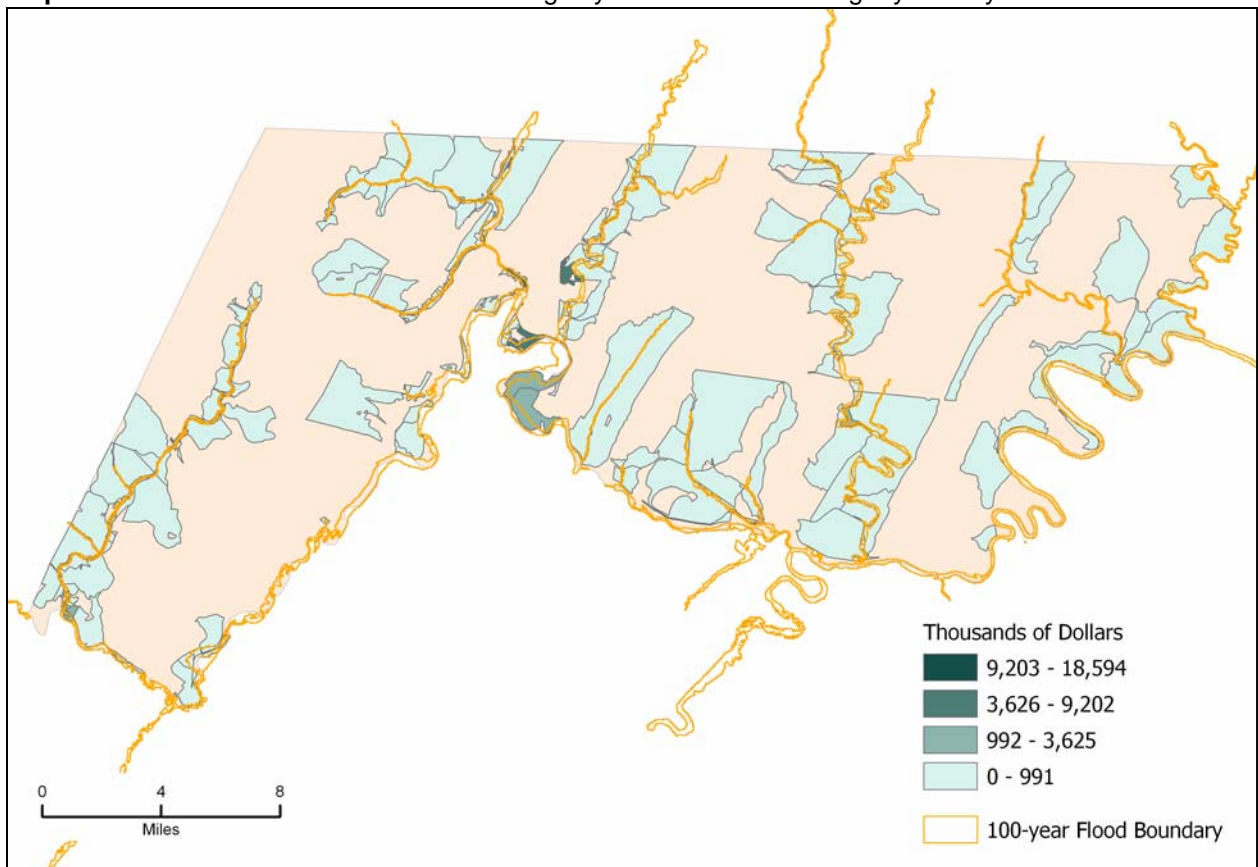 Thousands of Dollars
9,203 - 18,594
3,626 - 9,202
992 - 3,625
0 - 991
100-year Flood Boundary
0 4 8
Miles